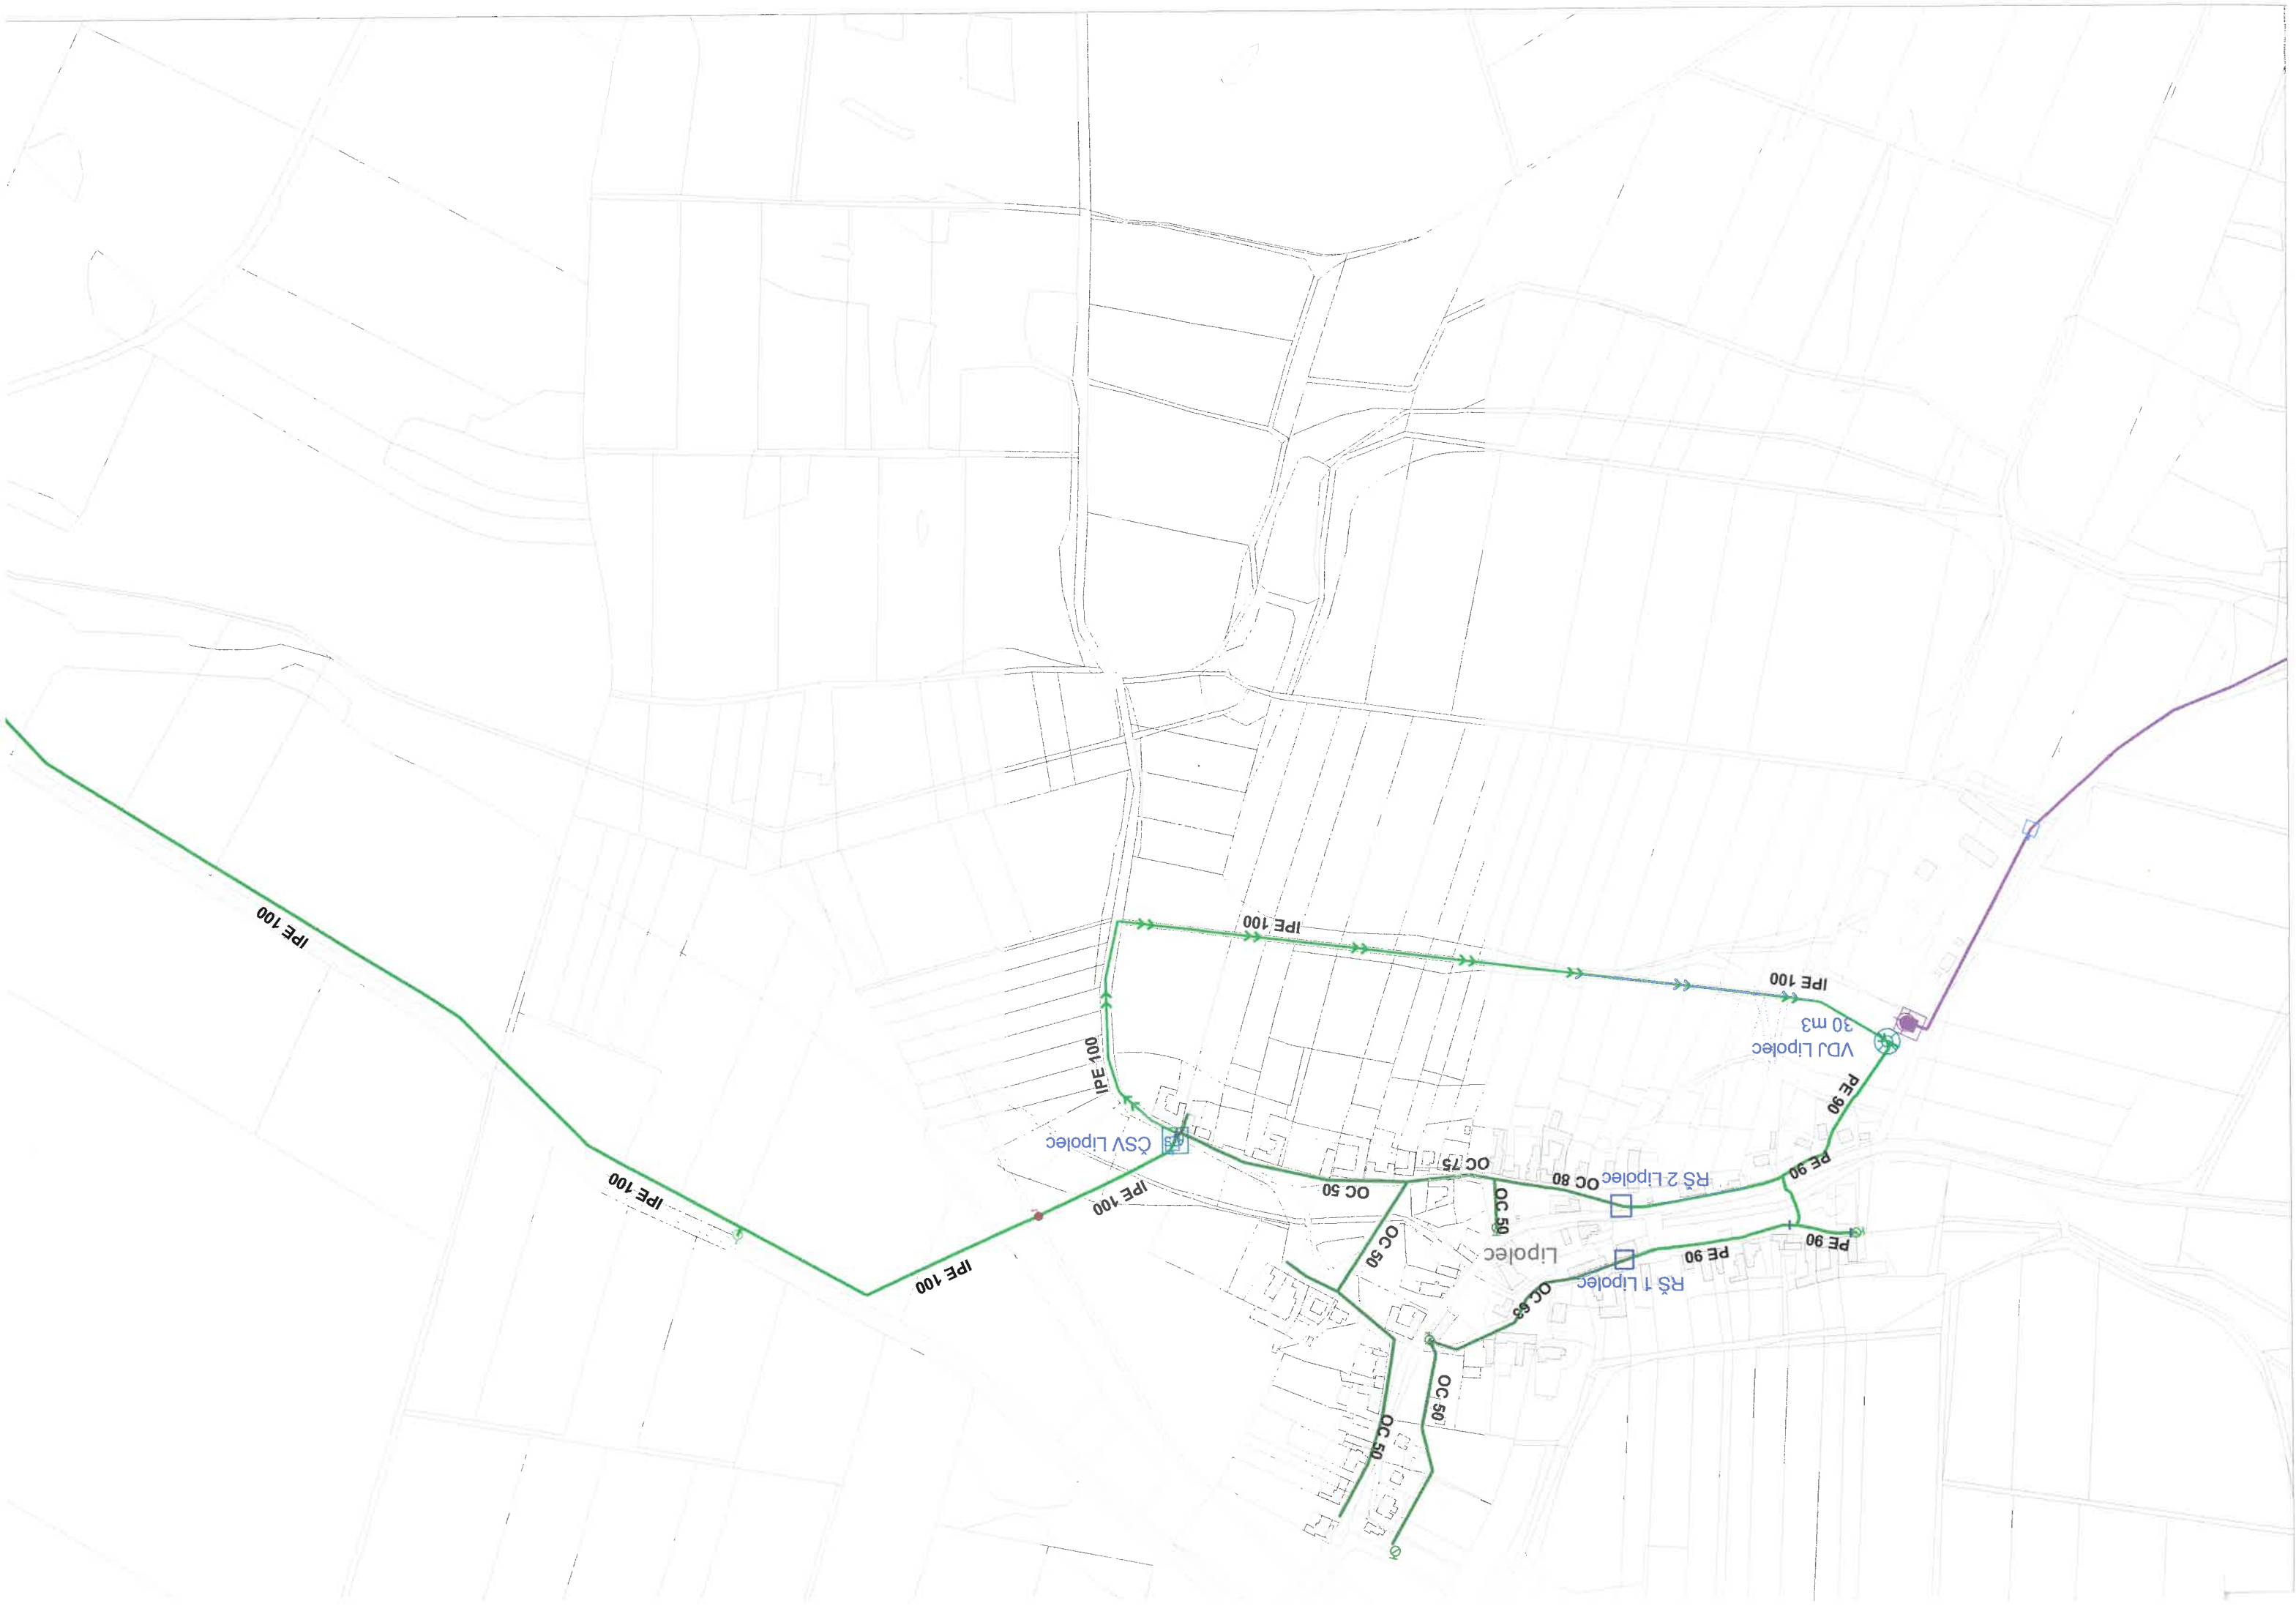 OC 50
OC 50
OC 63
RŠ 1 Lipolec
IPE 100
PE 90
Lipolec
OC 50
PE 90
OC 50
IPE 100
OC 50
IPE 100
RŠ 2 Lipolec
OC 80
PE 90
OC 75
ČSV Lipolec
PE 90
IPE 100
VDJ Lipolec
30 m3
IPE 100
IPE 100
IPE 100